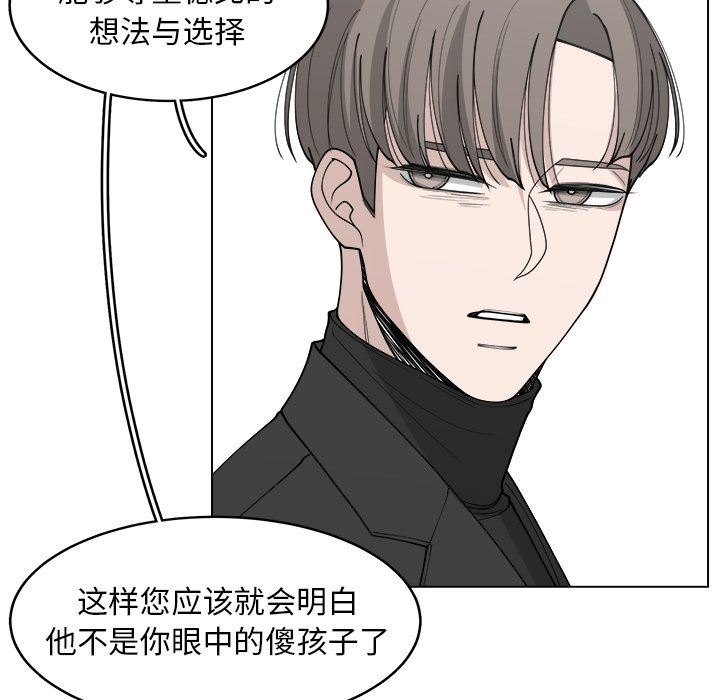 想法与选择
这样您应该就会明白
他不是你眼中的傻孩子了